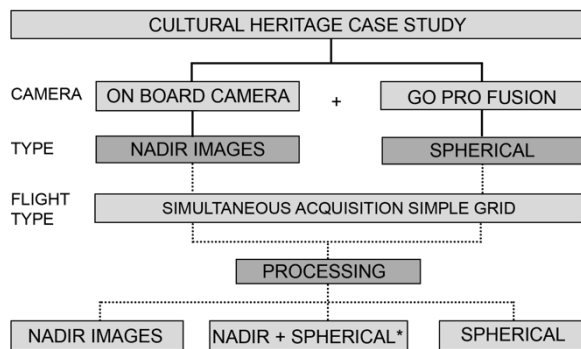 CULTURAL HERITAGE CASE STUDY
CAMERA ON BOARD CAMERA + GO PRO FUSION
TYPE NADIR IMAGES SPHERICAL
FLIGHT TYPE SIMULTANEOUS ACQUISITION SIMPLE GRID
PROCESSING
NADIR IMAGES NADIR + SPHERICAL* SPHERICAL